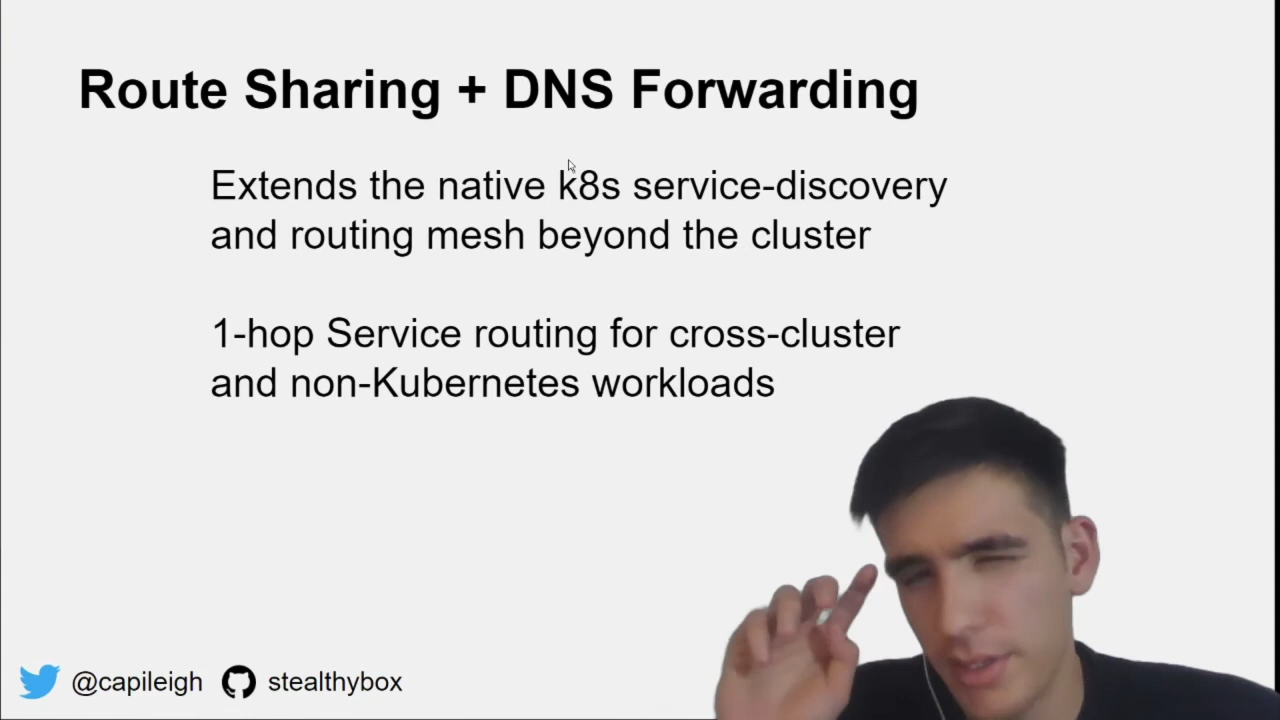 Route Sharing + DNS Forwarding
Extends the native k8s service-discovery
and routing mesh beyond the cluster
1-hop Service routing for cross-cluster
and non-Kubernetes workloads
@capileigh stealthybox